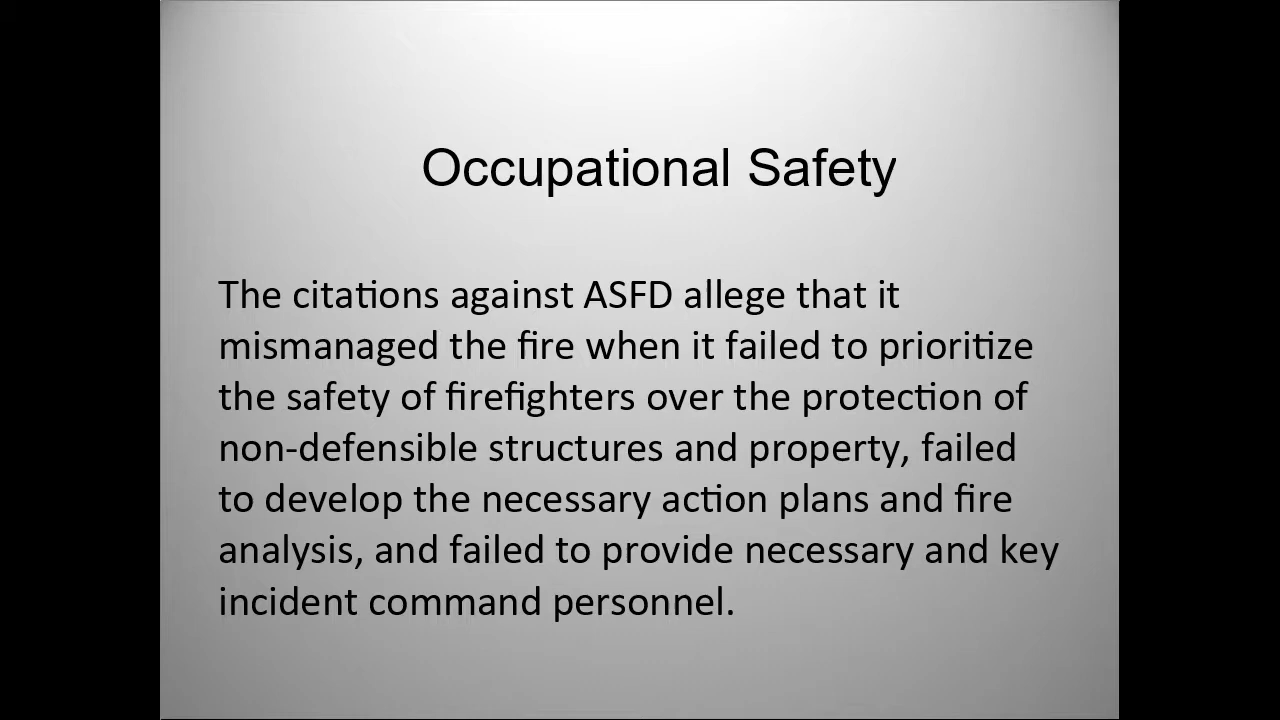 Occupational Safety
The citations against ASFD allege that it
mismanaged the fire when it failed to prioritize
the safety of firefighters over the protection of
non-defensible structures and property, failed
to develop the necessary action plans and fire
analysis, and failed to provide necessary and key
incident command personnel.